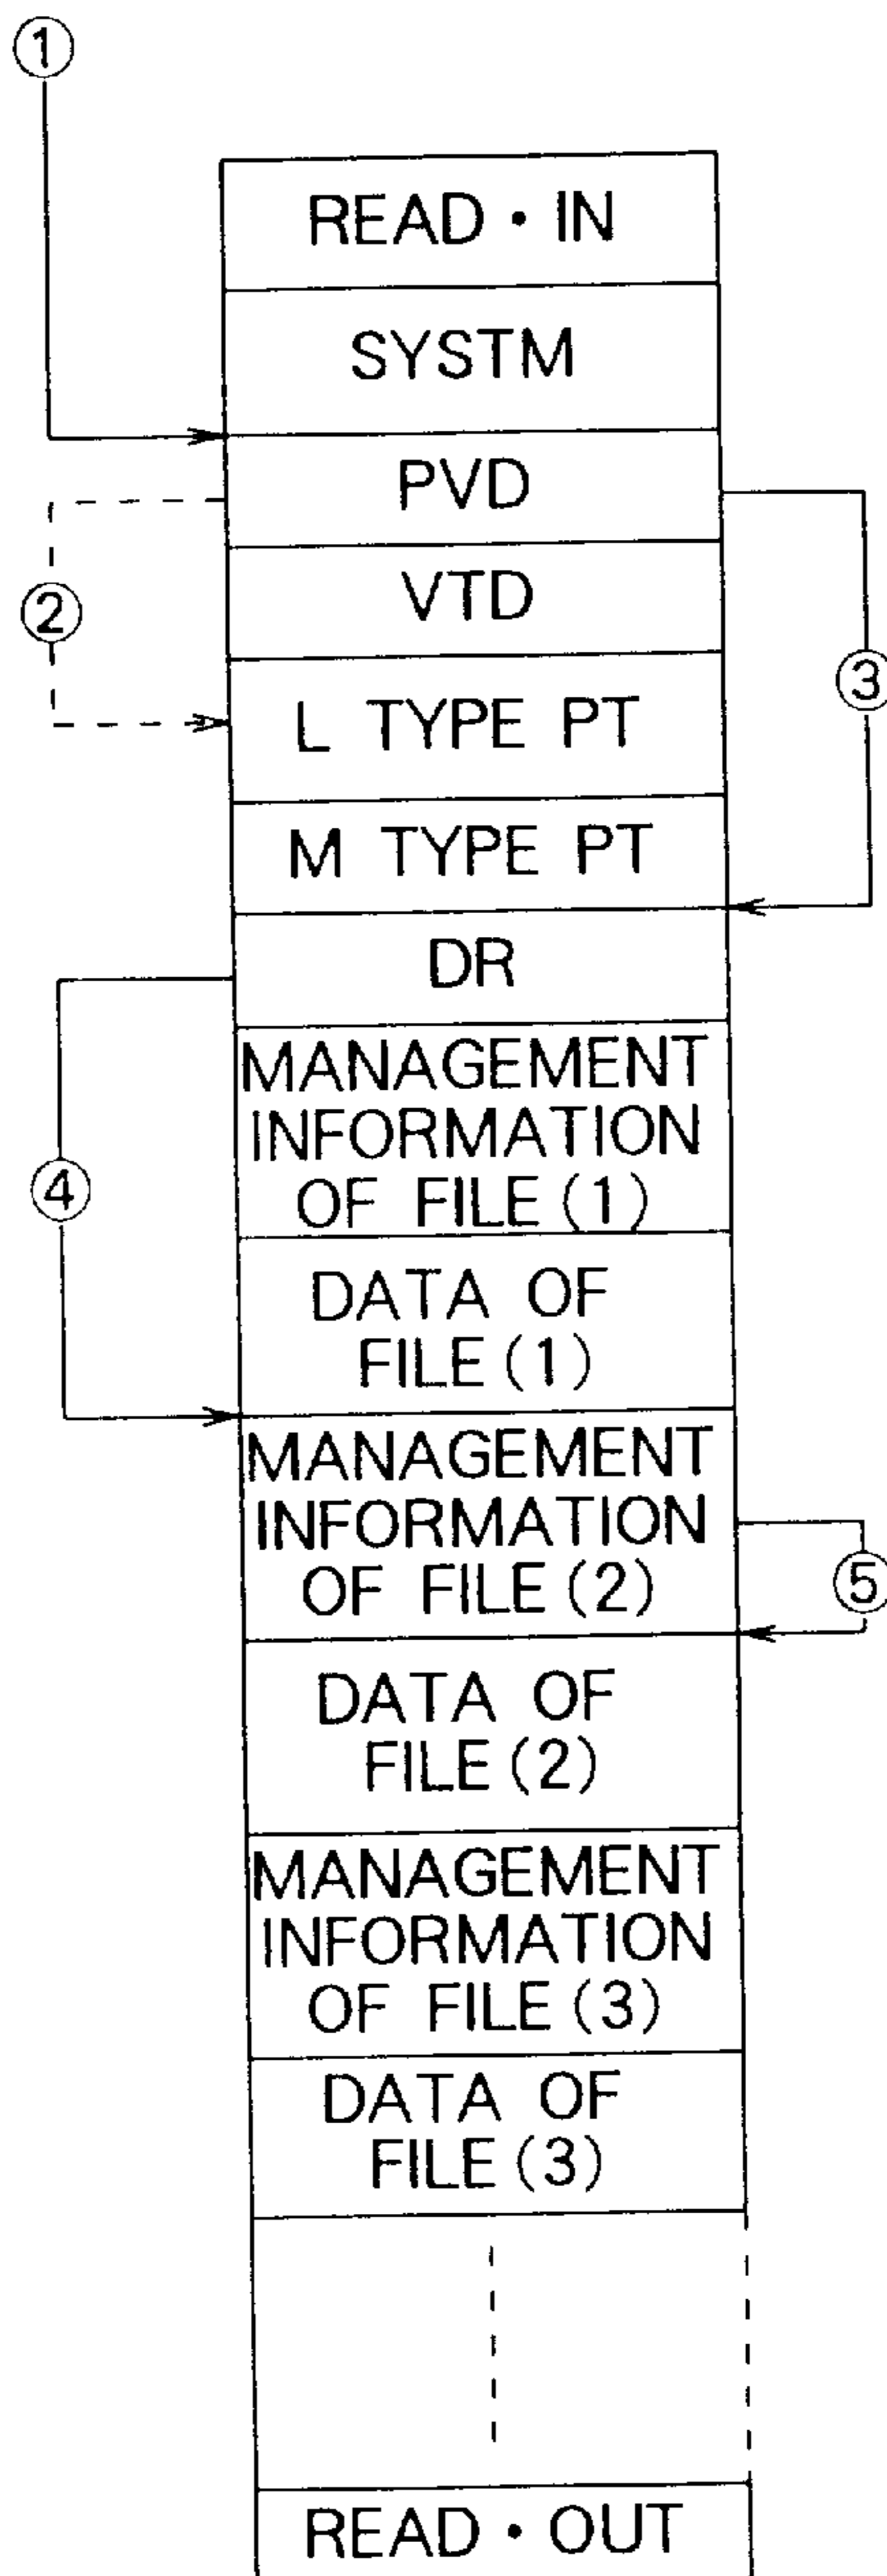 ①
READ・IN
SYSTM
PVD
VTD
②
③
L TYPE PT
M TYPE PT
DR
MANAGEMENT
INFORMATION
OF FILE (1)
④
DATA OF
FILE (1)
MANAGEMENT
INFORMATION
OF FILE (2)
⑤
DATA OF
FILE (2)
MANAGEMENT
INFORMATION
OF FILE (3)
DATA OF
FILE (3)
READ・OUT